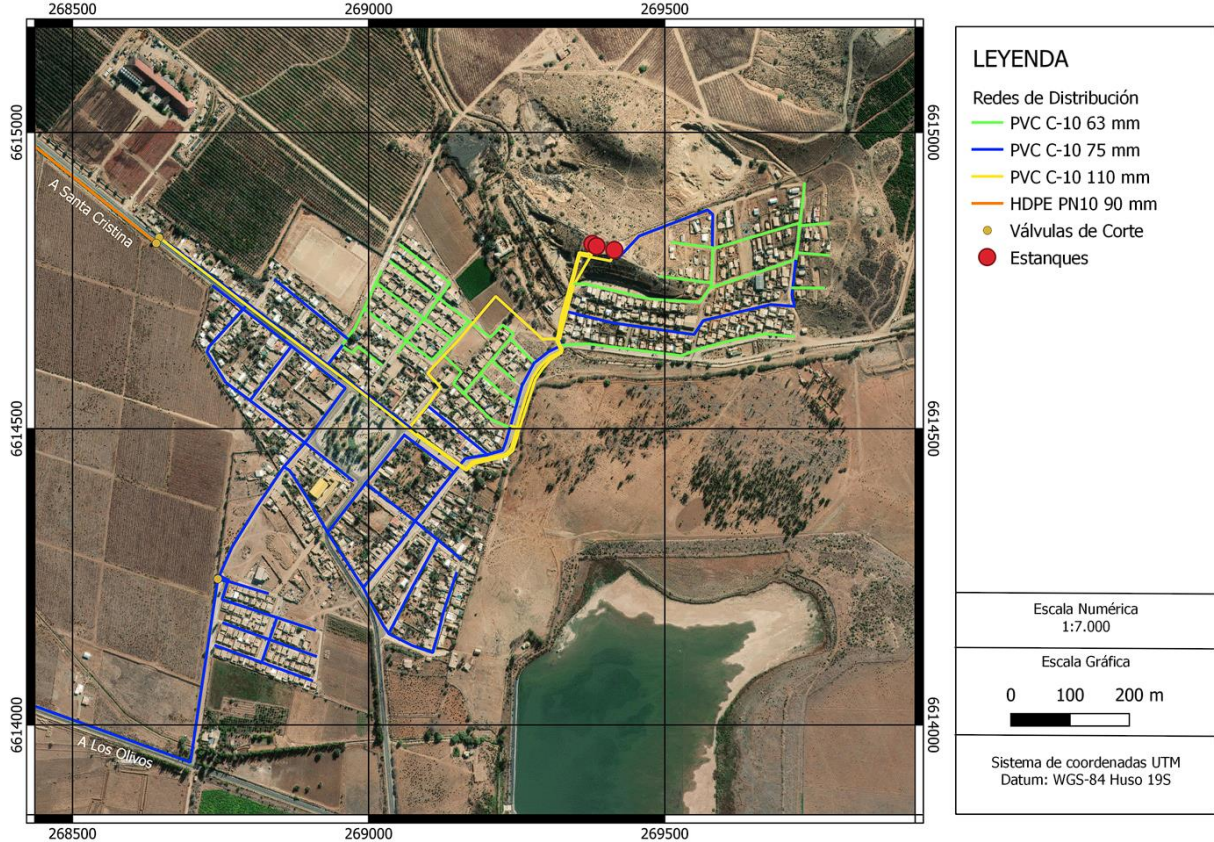 268500 269000 269500
6615000
6614500
6614000
6615000
6614500
6614000
A Santa Cristina
A Los Olivos
268500 269000 269500
LEYENDA
Redes de Distribución
PVC C-10 63 mm
PVC C-10 75 mm
PVC C-10 110 mm
HDPE PN10 90 mm
Válvulas de Corte
Estanques
Escala Numérica
1:7.000
Escala Gráfica
0 100 200 m
Sistema de coordenadas UTM
Datum: WGS-84 Huso 19S